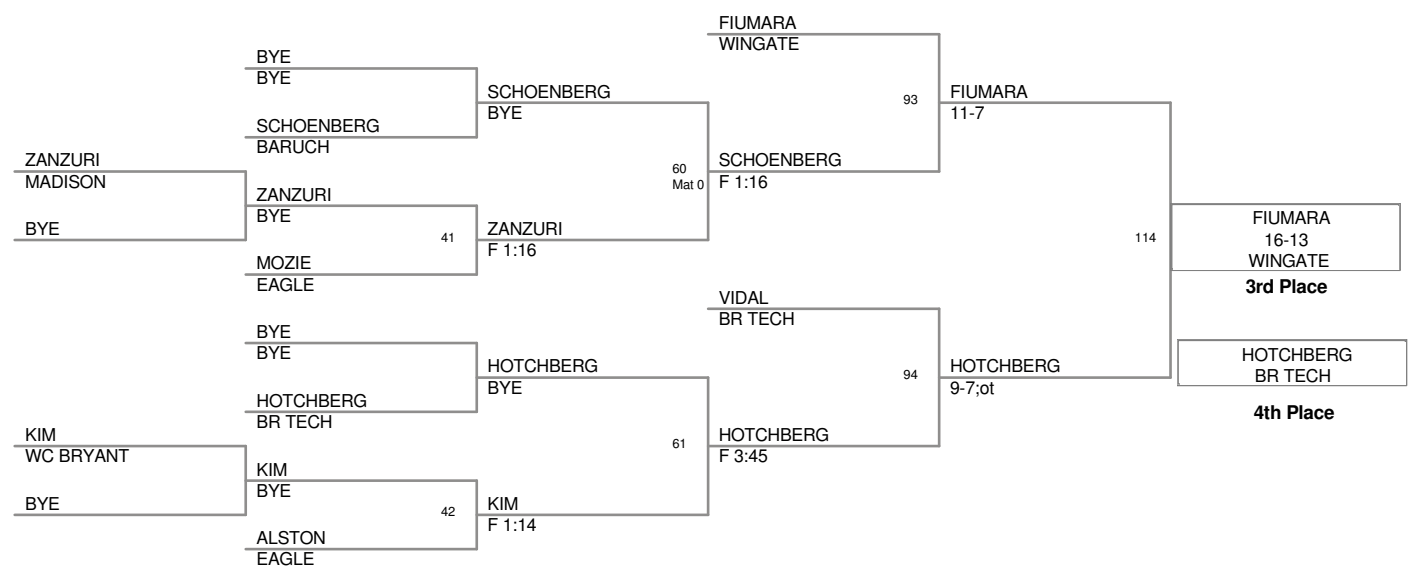 FIUMARA
WINGATE
BYE
BYE
SCHOENBERG
BYE
93
FIUMARA
11-7
SCHOENBERG
BARUCH
ZANZURI
MADISON
60
Mat 0
SCHOENBERG
F 1:16
ZANZURI
BYE
BYE
41
ZANZURI
F 1:16
114
FIUMARA
16-13
WINGATE
3rd Place
MOZIE
EAGLE
VIDAL
BR TECH
BYE
BYE
HOTCHBERG
BYE
94
HOTCHBERG
9-7;ot
HOTCHBERG
BR TECH
4th Place
HOTCHBERG
BR TECH
KIM
WC BRYANT
61
HOTCHBERG
F 3:45
KIM
BYE
BYE
42
KIM
F 1:14
ALSTON
EAGLE